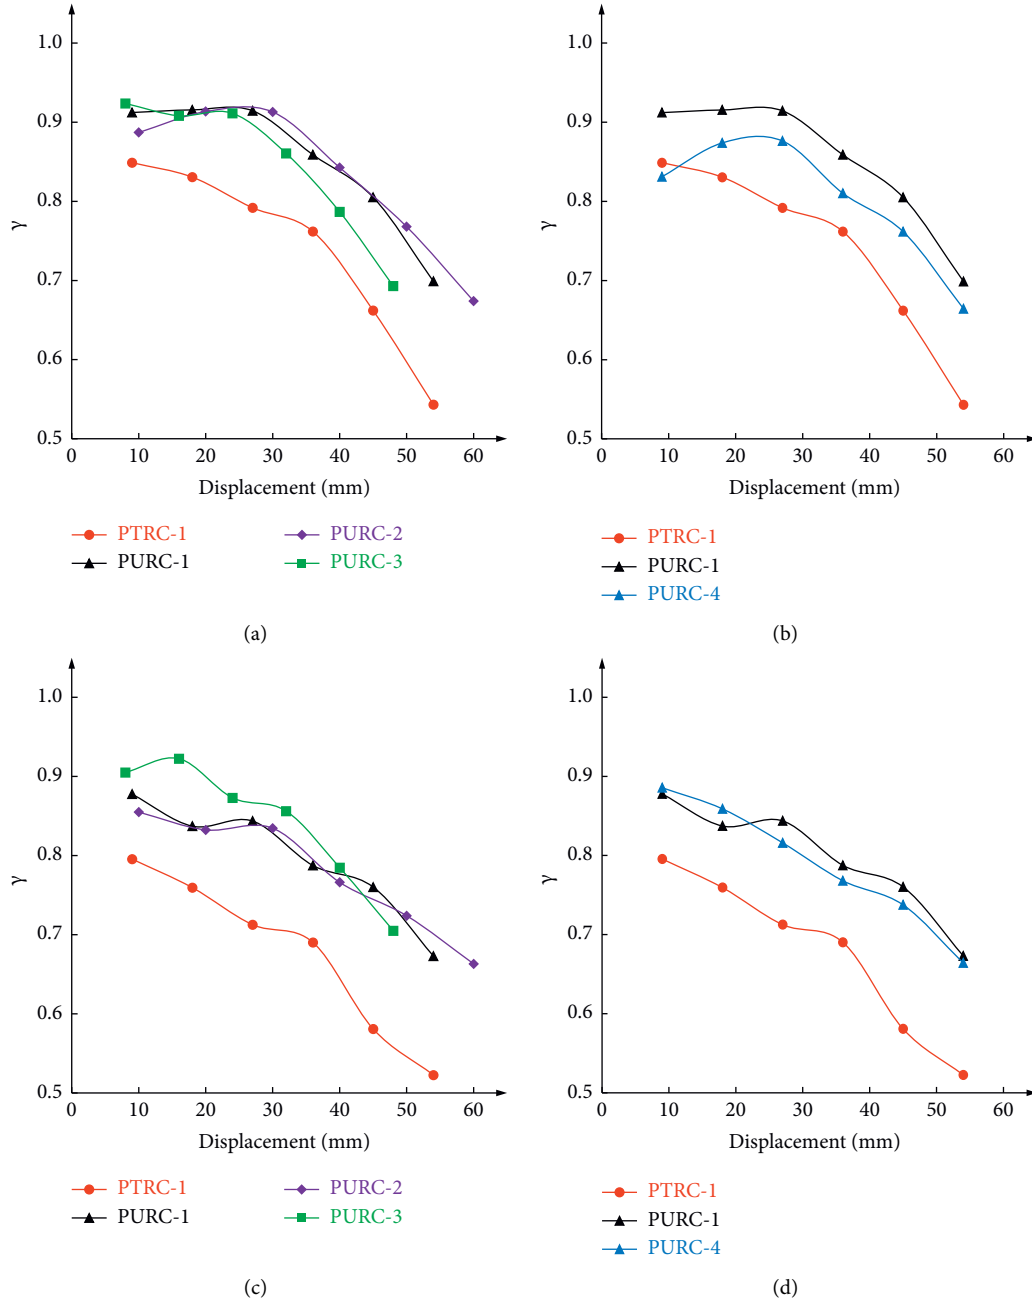 1.0
0.9
0.8
0.7
0.6
0.5
γ
0 10 20 30 40 50 60
Displacement (mm)
PTRC-1 PURC-2
PURC-1 PURC-3
(a)
1.0
0.9
0.8
0.7
0.6
0.5
γ
0 10 20 30 40 50 60
Displacement (mm)
PTRC-1
PURC-1
PURC-4
(b)
1.0
0.9
0.8
0.7
0.6
0.5
γ
0 10 20 30 40 50 60
Displacement (mm)
PTRC-1 PURC-2
PURC-1 PURC-3
(c)
1.0
0.9
0.8
0.7
0.6
0.5
γ
0 10 20 30 40 50 60
Displacement (mm)
PTRC-1
PURC-1
PURC-4
(d)